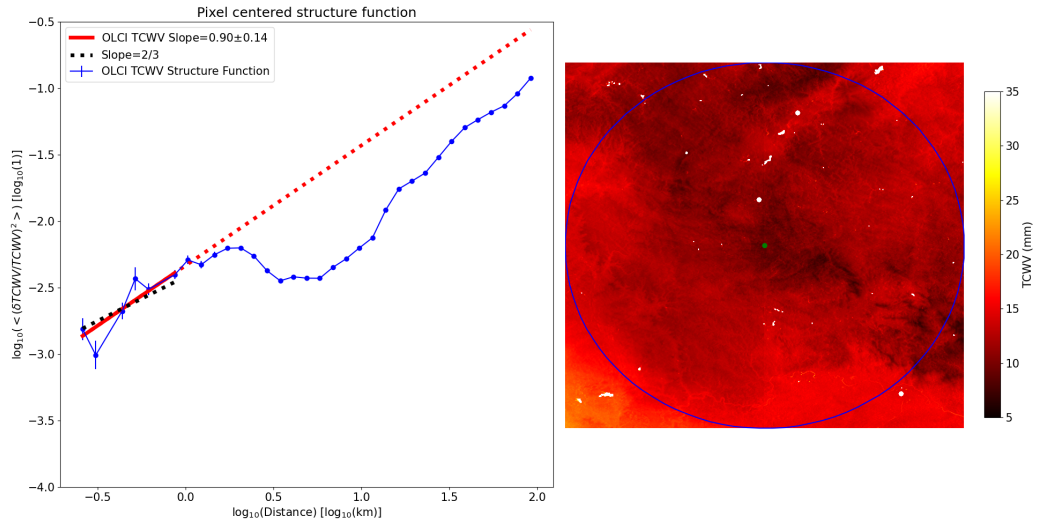 Pixel centered structure function
OLCI TCWV Slope=0.90±0.14
Slope=2/3
OLCI TCWV Structure Function
log₁₀(<(δTCWV/TCWV)²>) [log₁₀(1)]
−0.5
−1.0
−1.5
−2.0
−2.5
−3.0
−3.5
−4.0
−0.5 0.0 0.5 1.0 1.5 2.0
log₁₀(Distance) [log₁₀(km)]
35
30
25
20
15
10
5
TCWV (mm)